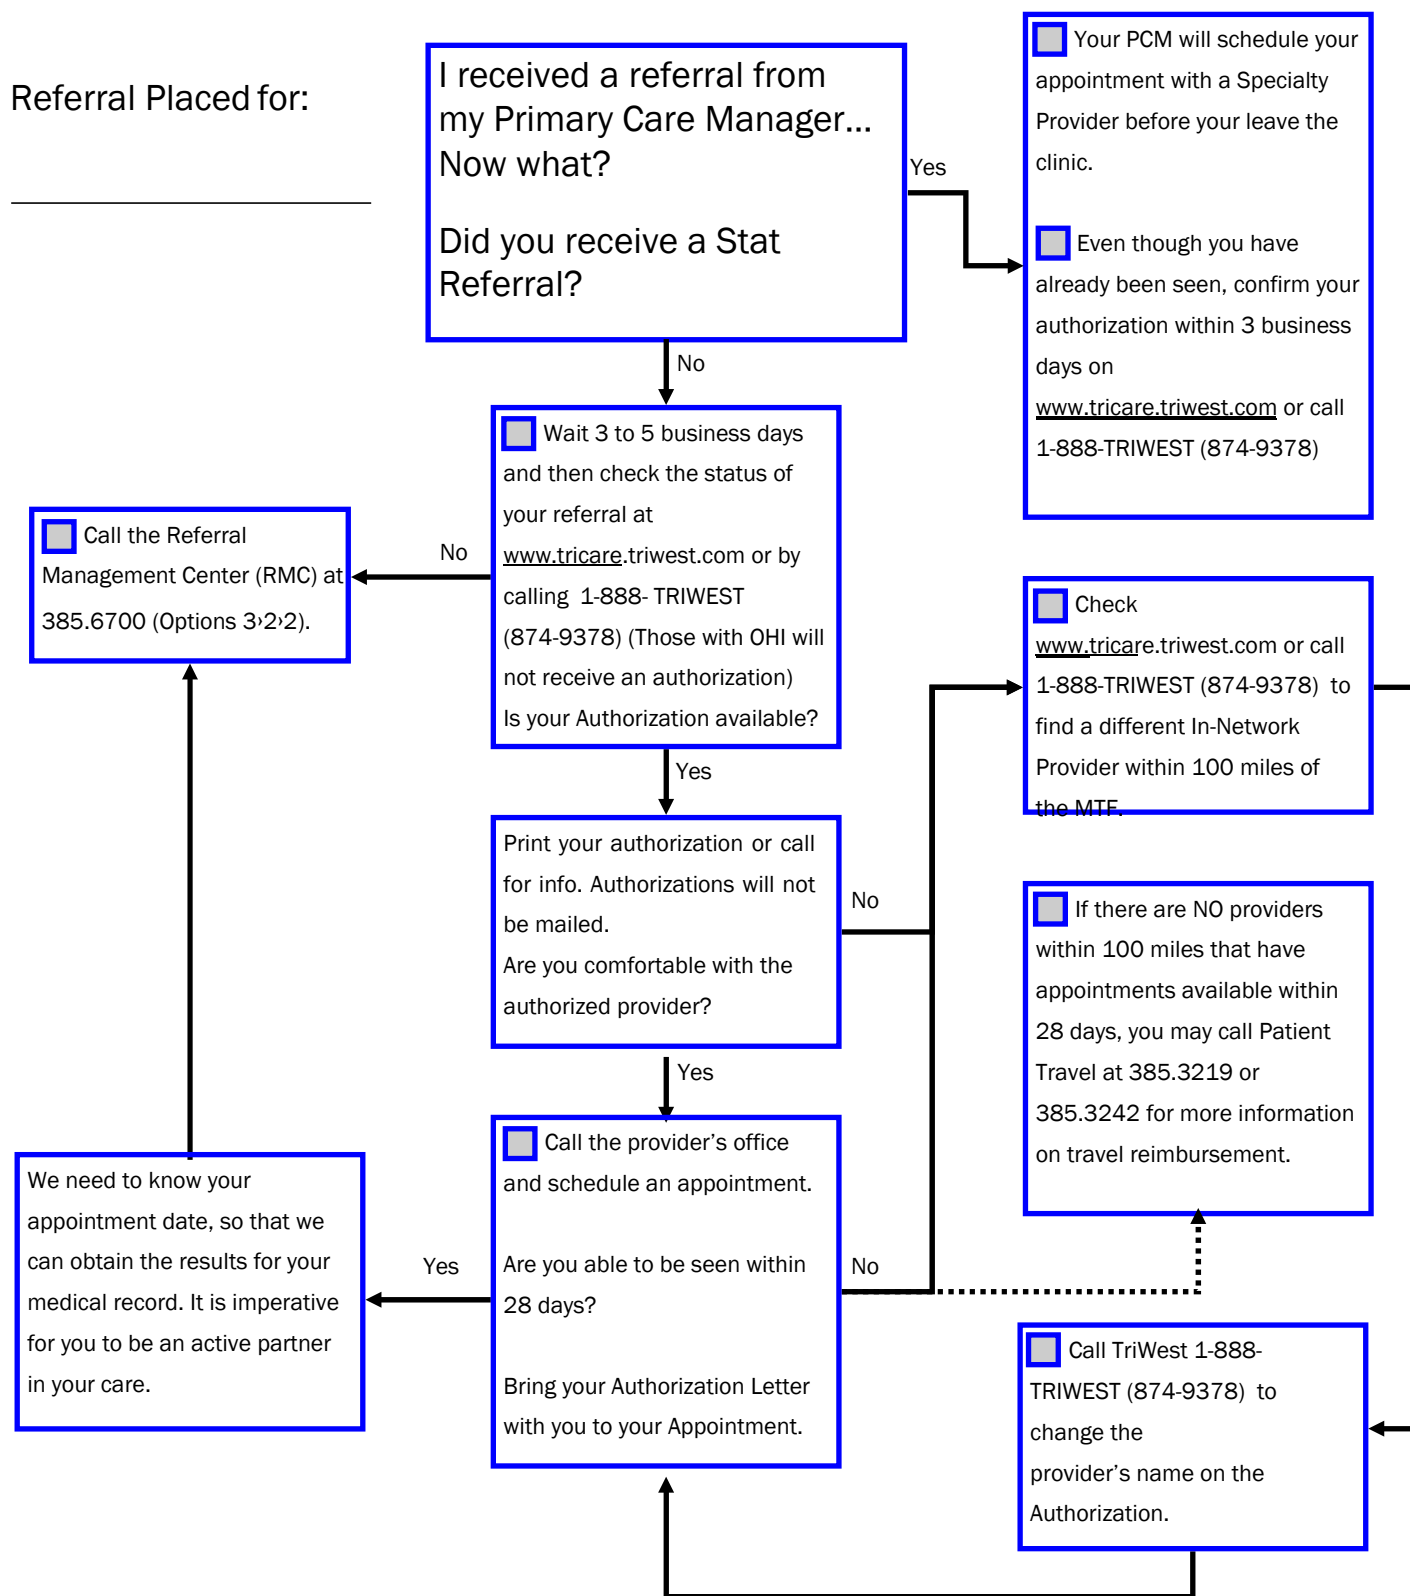 Referral Placed for:
I received a referral from
my Primary Care Manager...
Now what?
Did you receive a Stat
Referral?
Yes
Your PCM will schedule your
appointment with a Specialty
Provider before your leave the
clinic.
Even though you have
already been seen, confirm your
authorization within 3 business
days on
www.tricare.triwest.com or call
1-888-TRIWEST (874-9378)
No
Wait 3 to 5 business days
and then check the status of
your referral at
www.tricare.triwest.com or by
calling 1-888- TRIWEST
(874-9378) (Those with OHI will
not receive an authorization)
Is your Authorization available?
No
Call the Referral
Management Center (RMC) at
385.6700 (Options 3›2›2).
Yes
Print your authorization or call
for info. Authorizations will not
be mailed.
Are you comfortable with the
authorized provider?
No
Check
www.tricare.triwest.com or call
1-888-TRIWEST (874-9378) to
find a different In-Network
Provider within 100 miles of
the MTF.
If there are NO providers
within 100 miles that have
appointments available within
28 days, you may call Patient
Travel at 385.3219 or
385.3242 for more information
on travel reimbursement.
Yes
Call the provider’s office
and schedule an appointment.
Are you able to be seen within
28 days?
Bring your Authorization Letter
with you to your Appointment.
Yes
No
We need to know your
appointment date, so that we
can obtain the results for your
medical record. It is imperative
for you to be an active partner
in your care.
Call TriWest 1-888-
TRIWEST (874-9378) to
change the
provider’s name on the
Authorization.